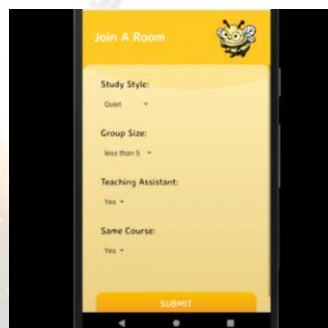 Join A Room
Study Style:
Quiet
Group Size:
less than 5
Teaching Assistant:
Yes
Same Course:
Yes
SUBMIT